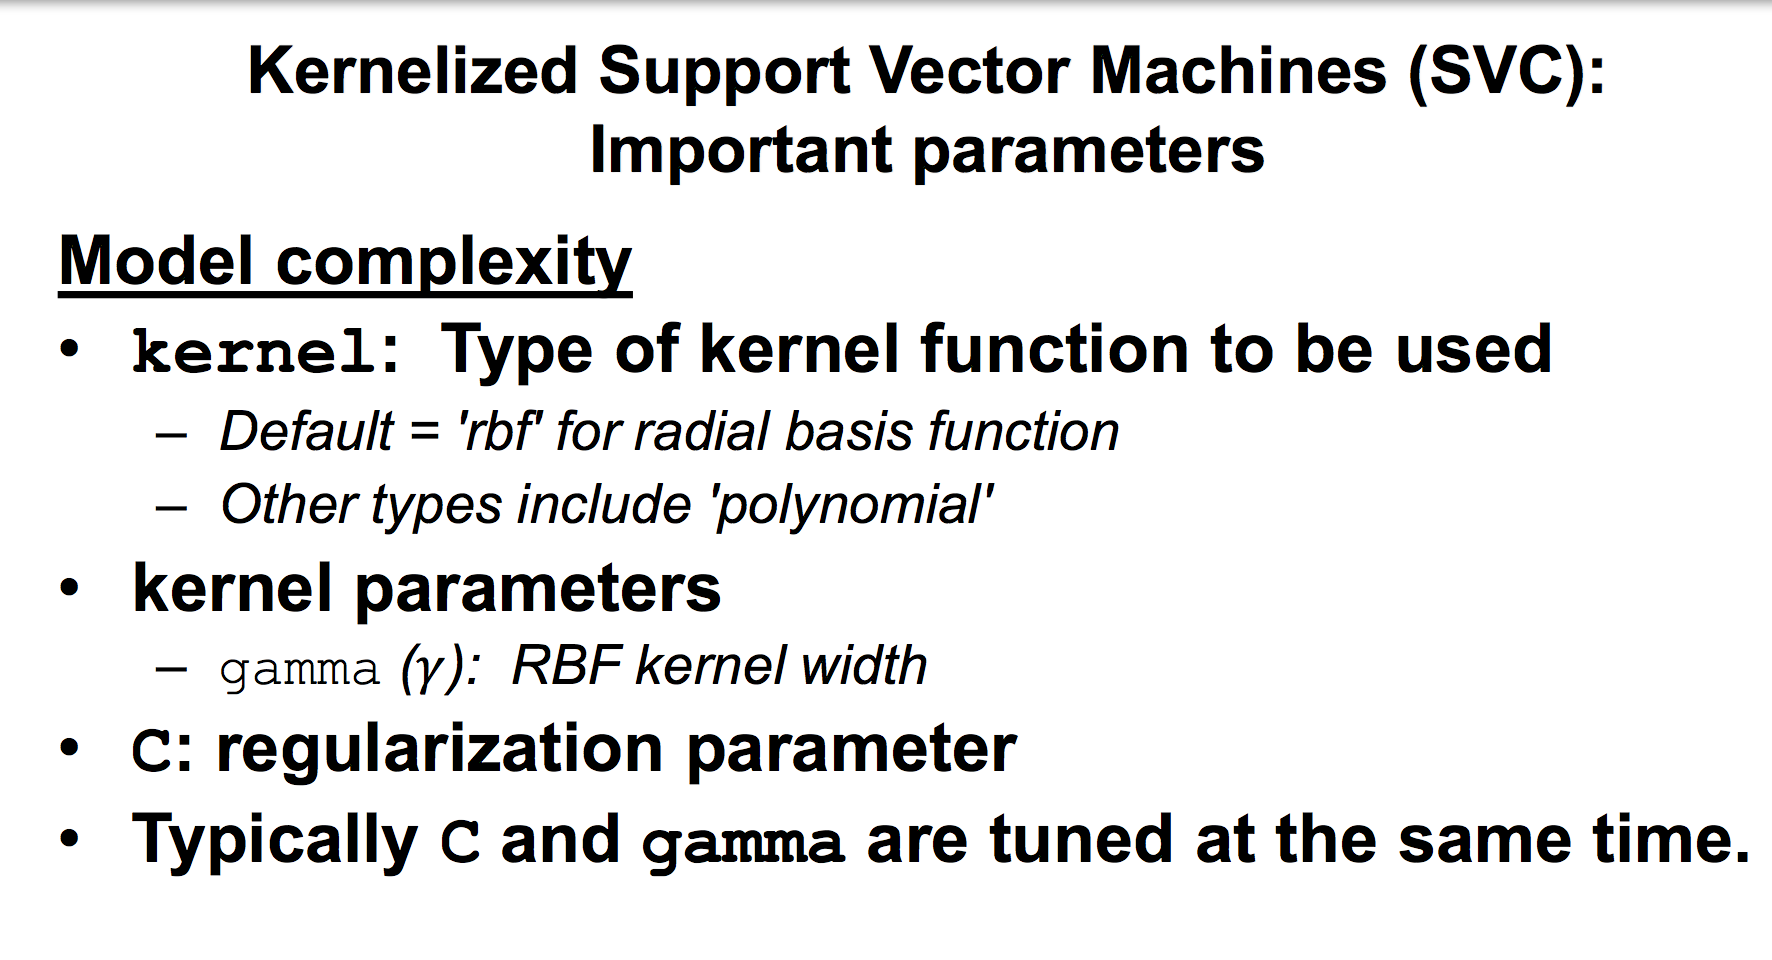 Kernelized Support Vector Machines (SVC):
Important parameters
Model complexity
• kernel: Type of kernel function to be used
– Default = 'rbf' for radial basis function
– Other types include 'polynomial'
• kernel parameters
– gamma (γ): RBF kernel width
• C: regularization parameter
• Typically C and gamma are tuned at the same time.